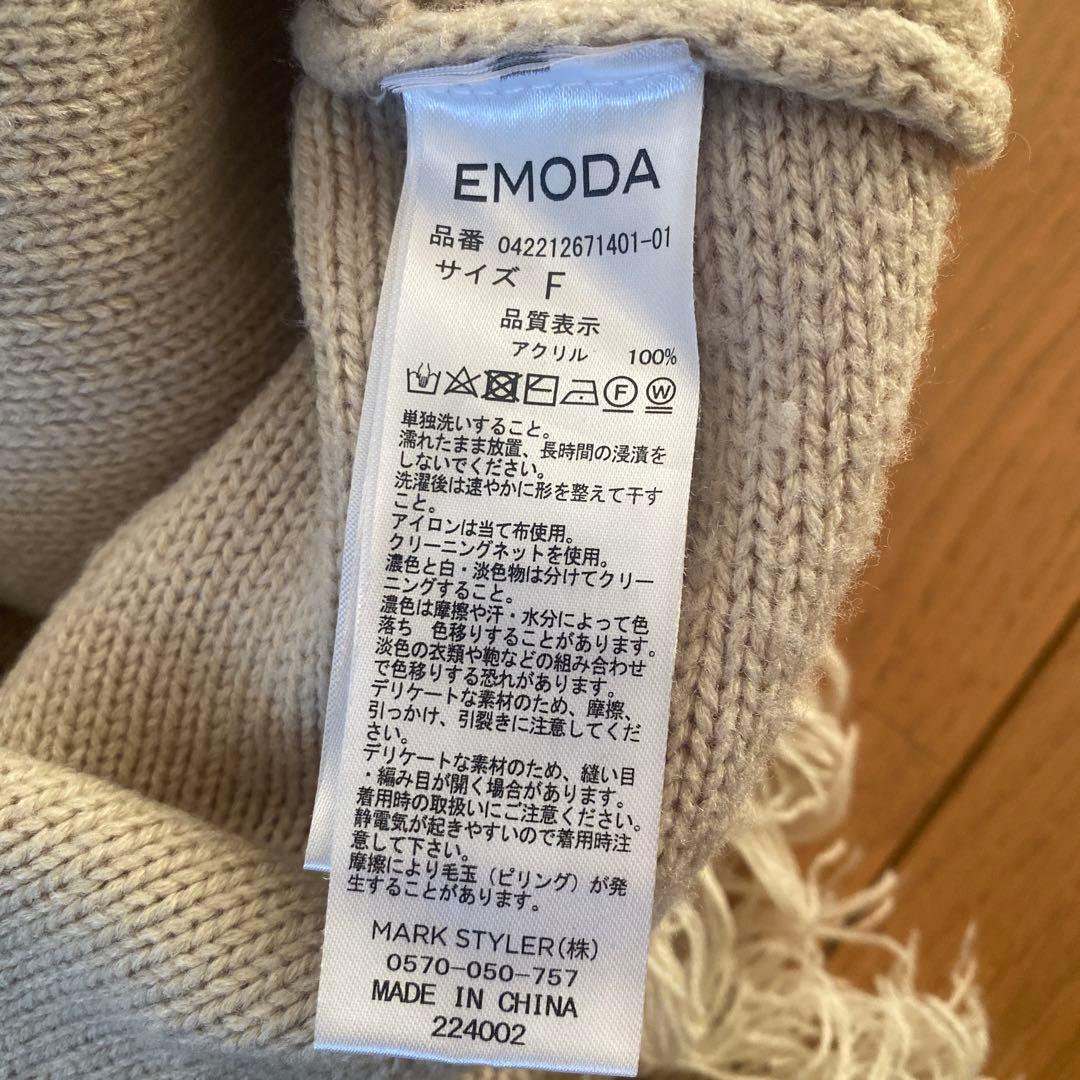 EMODA
品番 042212671401-01
サイズ F
品質表示
アクリル 100%
F W
単独洗いすること。
濡れたまま放置、長時間の浸漬を
しないでください。
洗濯後は速やかに形を整えて干す
こと。
アイロンは当て布使用。
クリーニングネットを使用。
濃色と白・淡色物は分けてクリー
ニングすること。
濃色は摩擦や汗・水分によって色
落ち 色移りすることがあります。
淡色の衣類や鞄などの組み合わせ
で色移りする恐れがあります。
デリケートな素材のため、摩擦、
引っかけ、引裂きに注意してくだ
さい。
デリケートな素材のため、縫い目
・編み目が開く場合があります。
着用時の取扱いにご注意ください。
静電気が起きやすいので着用時注
意して下さい。
摩擦により毛玉（ピリング）が発
生することがあります。
MARK STYLER(株)
0570-050-757
MADE IN CHINA
224002